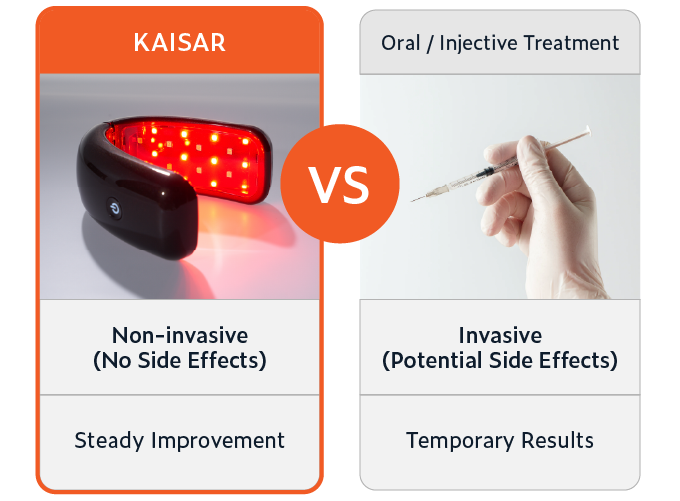 KAISAR
Oral / Injective Treatment
VS
Non-invasive
(No Side Effects)
Invasive
(Potential Side Effects)
Steady Improvement
Temporary Results